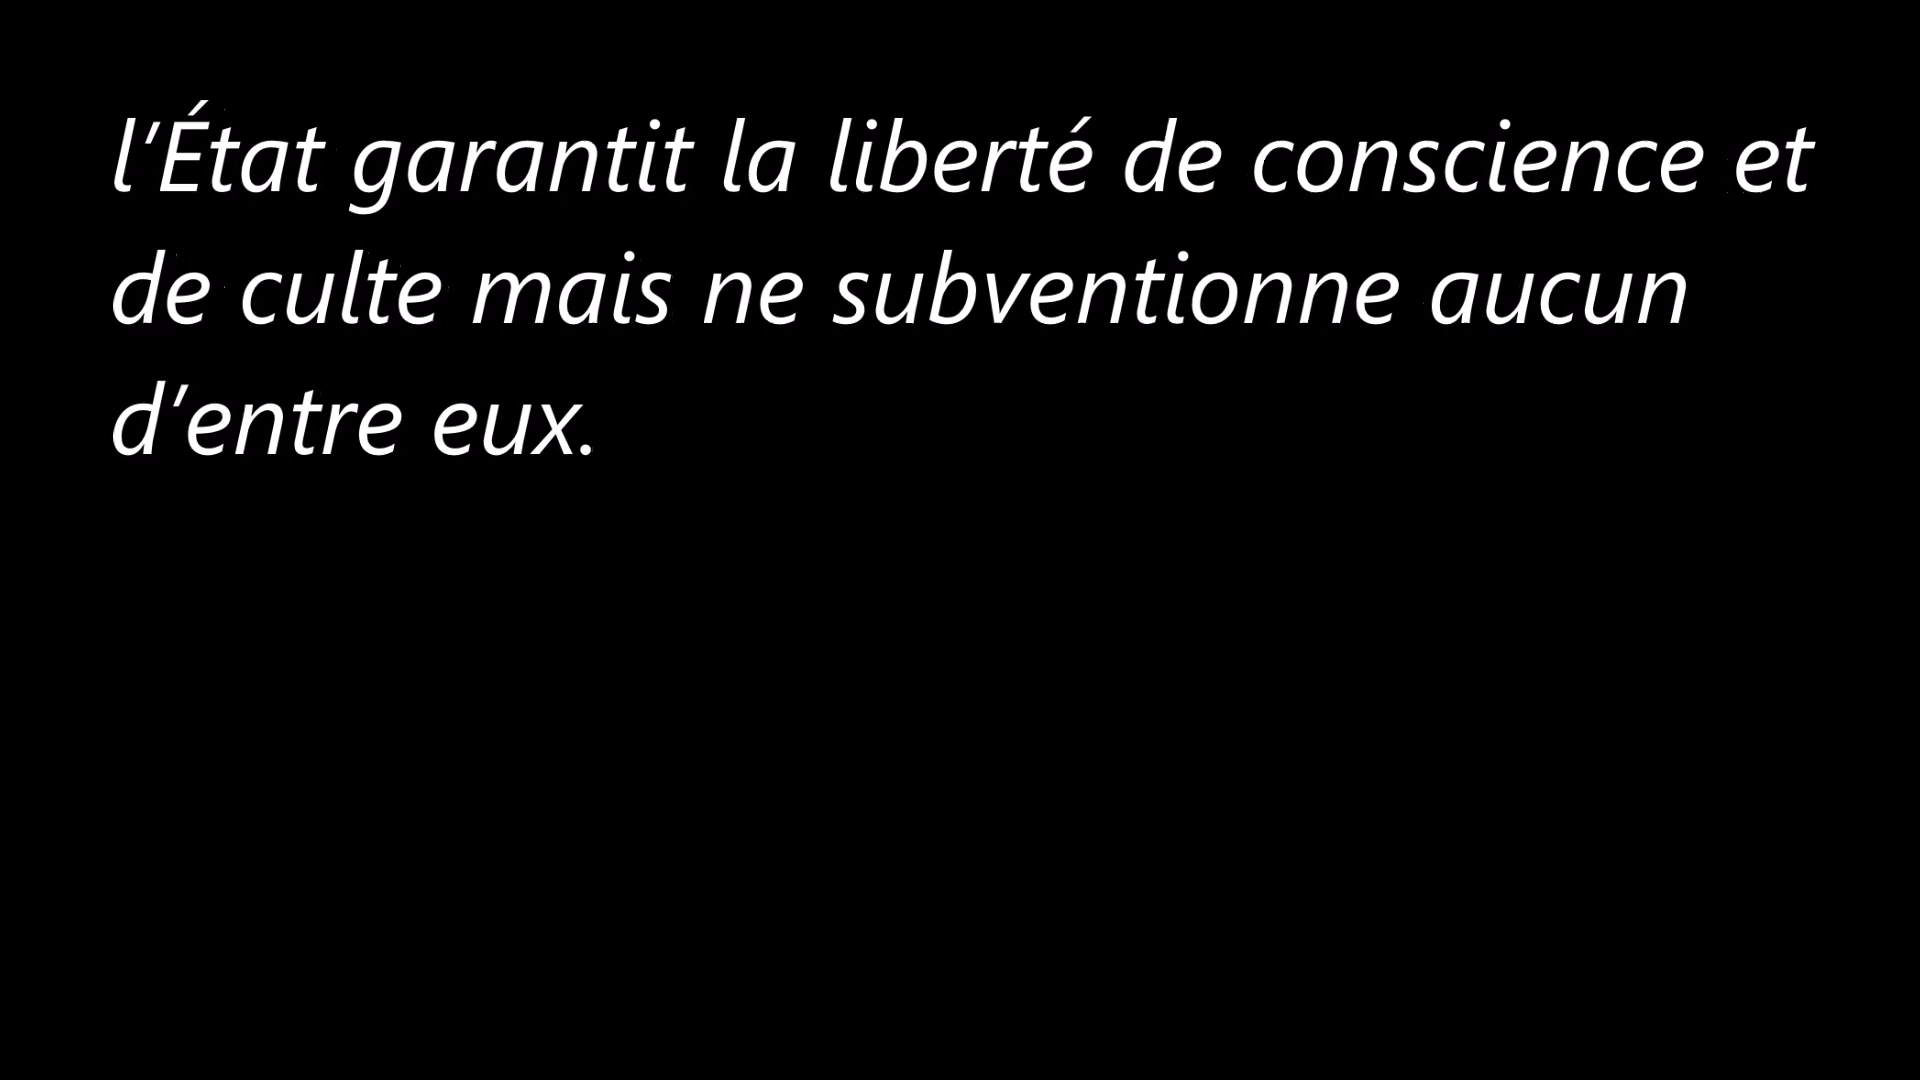 l’État garantit la liberté de conscience et
de culte mais ne subventionne aucun
d’entre eux.